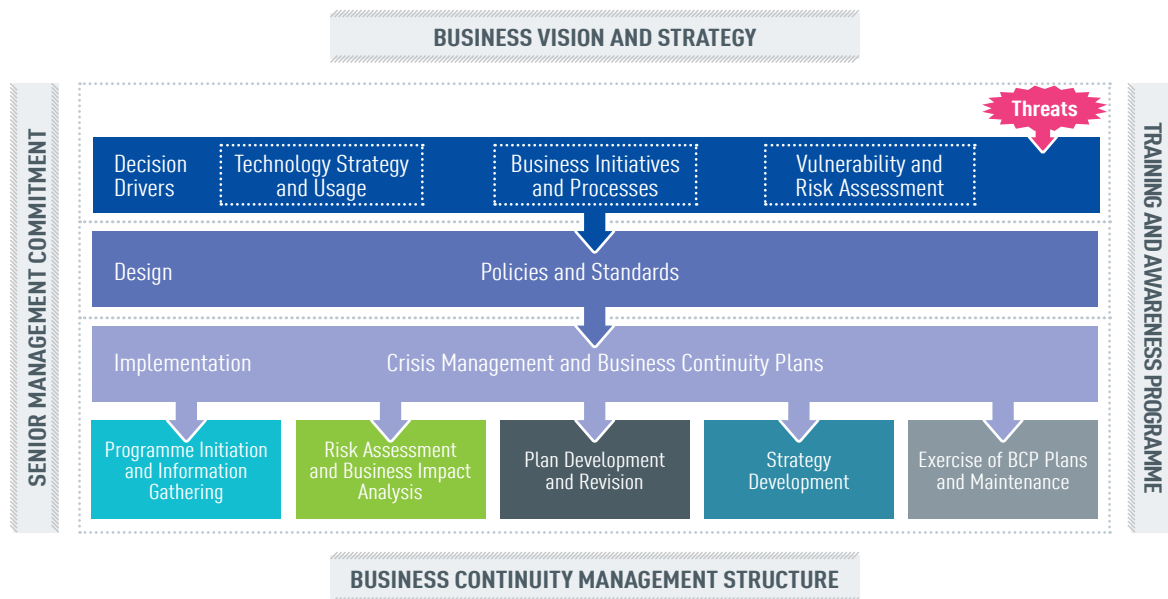 BUSINESS VISION AND STRATEGY
SENIOR MANAGEMENT COMMITMENT
Threats
Decision
Drivers
Technology Strategy
and Usage
Business Initiatives
and Processes
Vulnerability and
Risk Assessment
Design
Policies and Standards
Implementation
Crisis Management and Business Continuity Plans
Programme Initiation
and Information
Gathering
Risk Assessment
and Business Impact
Analysis
Plan Development
and Revision
Strategy
Development
Exercise of BCP Plans
and Maintenance
TRAINING AND AWARENESS PROGRAMME
BUSINESS CONTINUITY MANAGEMENT STRUCTURE